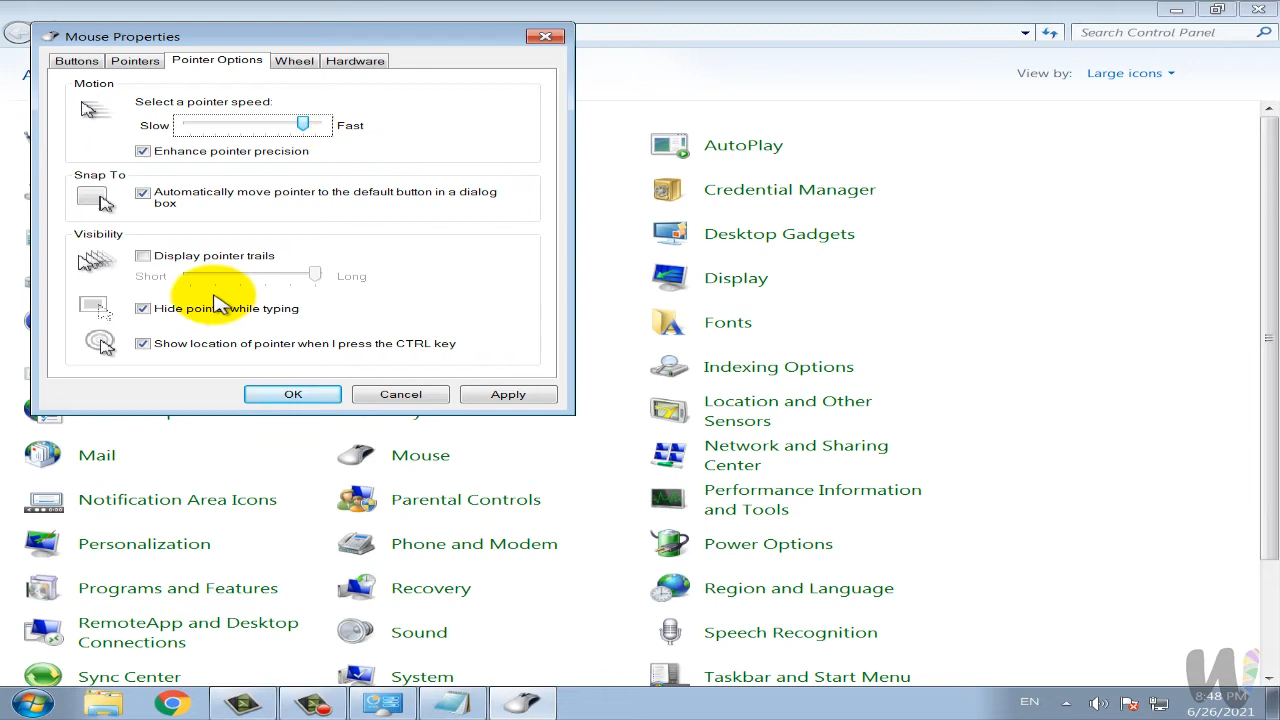 Mouse Properties
Search Control Panel
Buttons
Pointers
Pointer Options
Wheel
Hardware
View by:
Large icons
Motion
Select a pointer speed:
Slow
Fast
Enhance pointer precision
Snap To
Automatically move pointer to the default button in a dialog
box
Visibility
Display pointer trails
Short
Long
Hide pointer while typing
Show location of pointer when I press the CTRL key
OK
Cancel
Apply
AutoPlay
Credential Manager
Desktop Gadgets
Display
Fonts
Indexing Options
Location and Other
Sensors
Mail
Mouse
Network and Sharing
Center
Notification Area Icons
Parental Controls
Performance Information
and Tools
Personalization
Phone and Modem
Power Options
Programs and Features
Recovery
Region and Language
RemoteApp and Desktop
Connections
Sound
Speech Recognition
Sync Center
System
Taskbar and Start Menu
EN
8:48 PM
6/26/2021